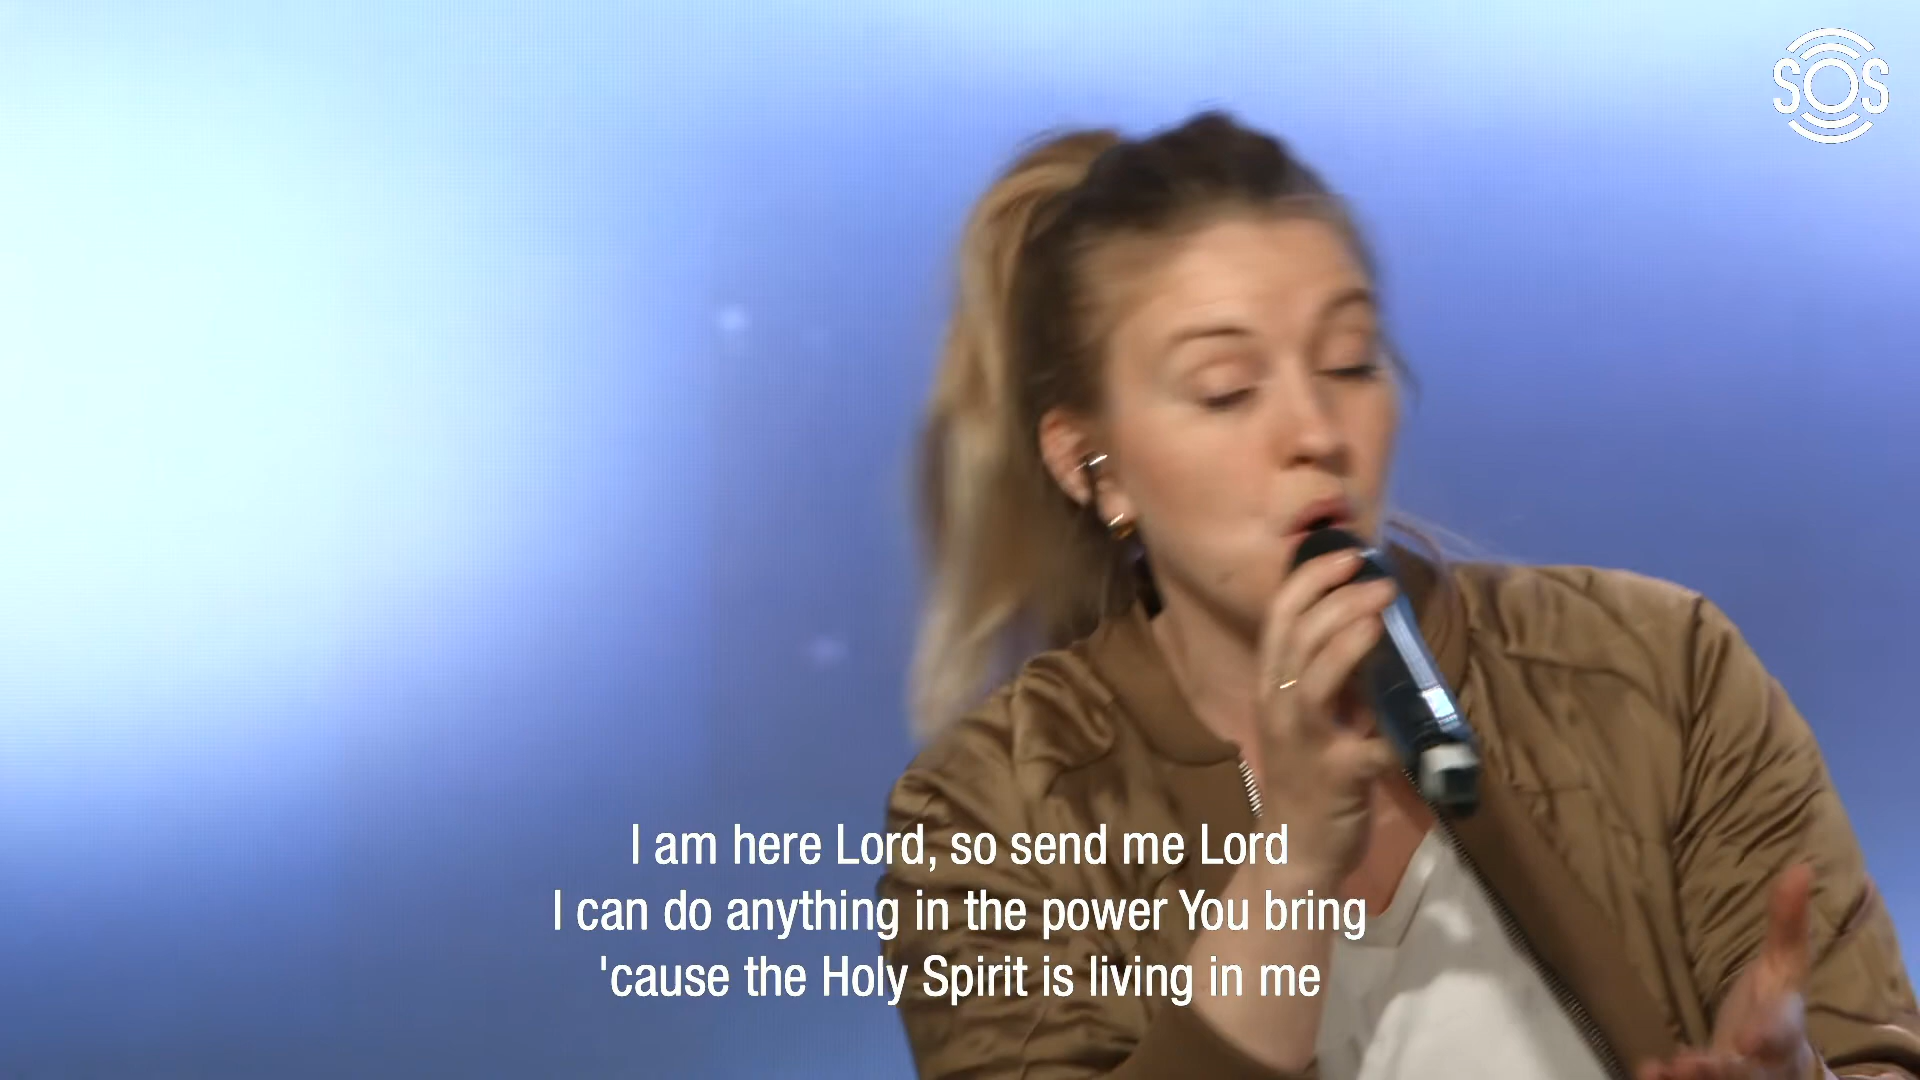 SOS
I am here Lord, so send me Lord
I can do anything in the power You bring
'cause the Holy Spirit is living in me